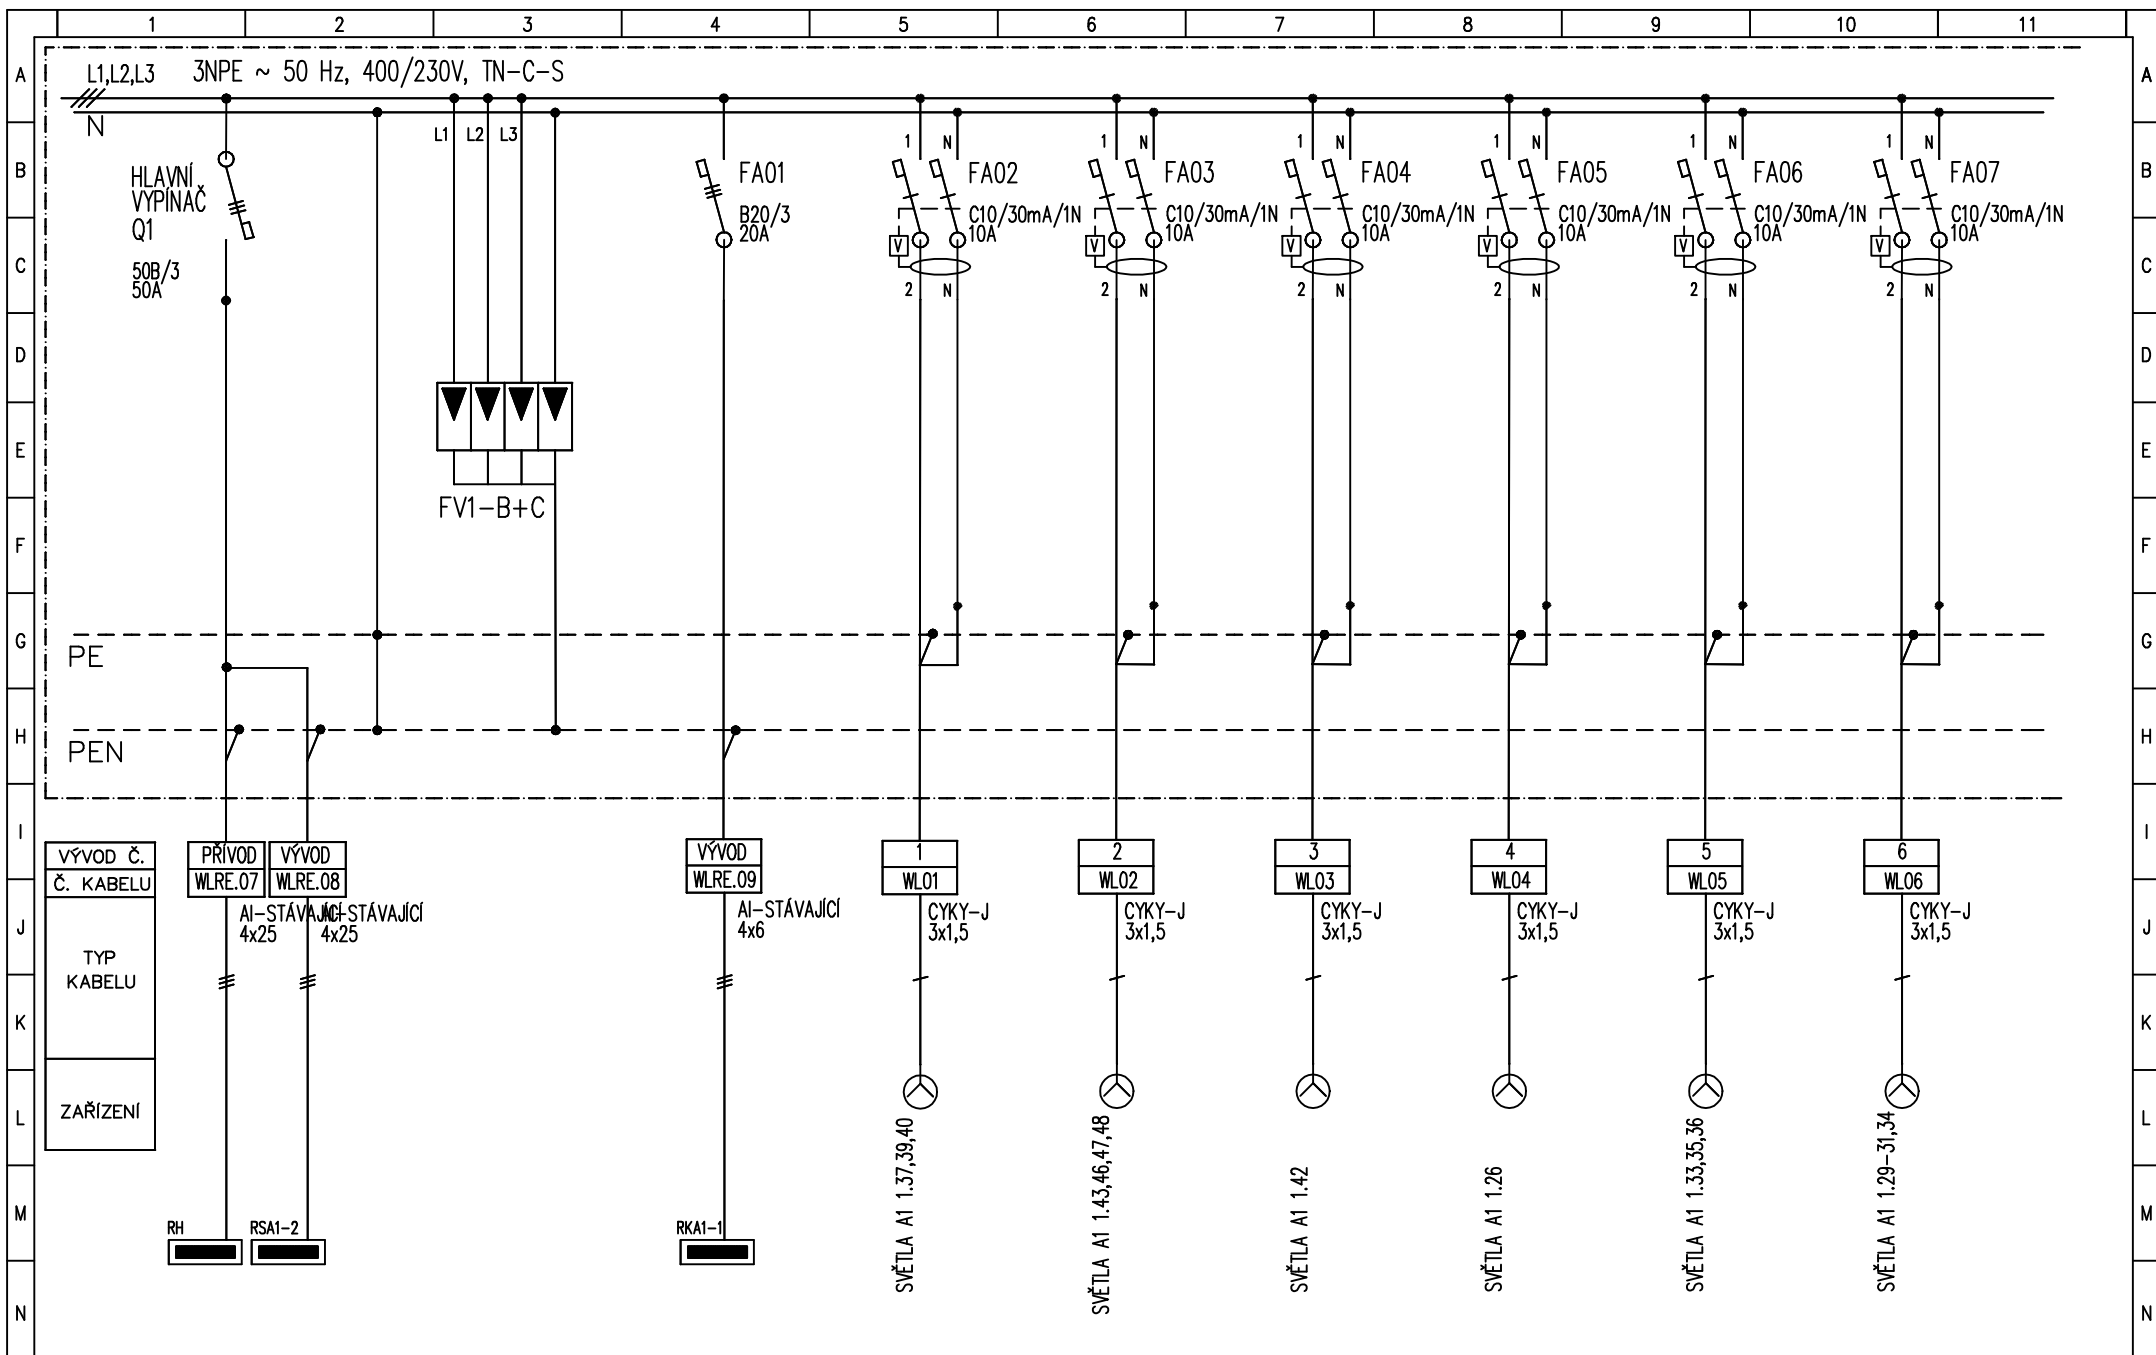 1 2 3 4 5 6 7 8 9 10 11
A A
L1,L2,L3 3NPE ~ 50 Hz, 400/230V, TN-C-S
N
L1 L2 L3
1 N 1 N 1 N 1 N 1 N 1 N
B B
HLAVNÍ
VYPÍNAČ
Q1
50B/3
50A
FA01
B20/3
20A
FA02
C10/30mA/1N
10A
V
FA03
C10/30mA/1N
10A
V
FA04
C10/30mA/1N
10A
V
FA05
C10/30mA/1N
10A
V
FA06
C10/30mA/1N
10A
V
FA07
C10/30mA/1N
10A
V
C C
2 N 2 N 2 N 2 N 2 N 2 N
D D
E E
FV1-B+C
F F
G G
PE
H H
PEN
I I
VÝVOD Č.
Č. KABELU
TYP
KABELU
ZAŘÍZENÍ
PŘÍVOD
WLRE.07
AI-STÁVAJÍCÍ
4x25
VÝVOD
WLRE.08
AI-STÁVAJÍCÍ
4x25
VÝVOD
WLRE.09
AI-STÁVAJÍCÍ
4x6
1
WL01
CYKY-J
3x1,5
2
WL02
CYKY-J
3x1,5
3
WL03
CYKY-J
3x1,5
4
WL04
CYKY-J
3x1,5
5
WL05
CYKY-J
3x1,5
6
WL06
CYKY-J
3x1,5
J J
K K
L L
SVĚTLA A1 1.37,39,40
SVĚTLA A1 1.43,46,47,48
SVĚTLA A1 1.42
SVĚTLA A1 1.26
SVĚTLA A1 1.33,35,36
SVĚTLA A1 1.29-31,34
M M
RH
RSA1-2
RKA1-1
N N